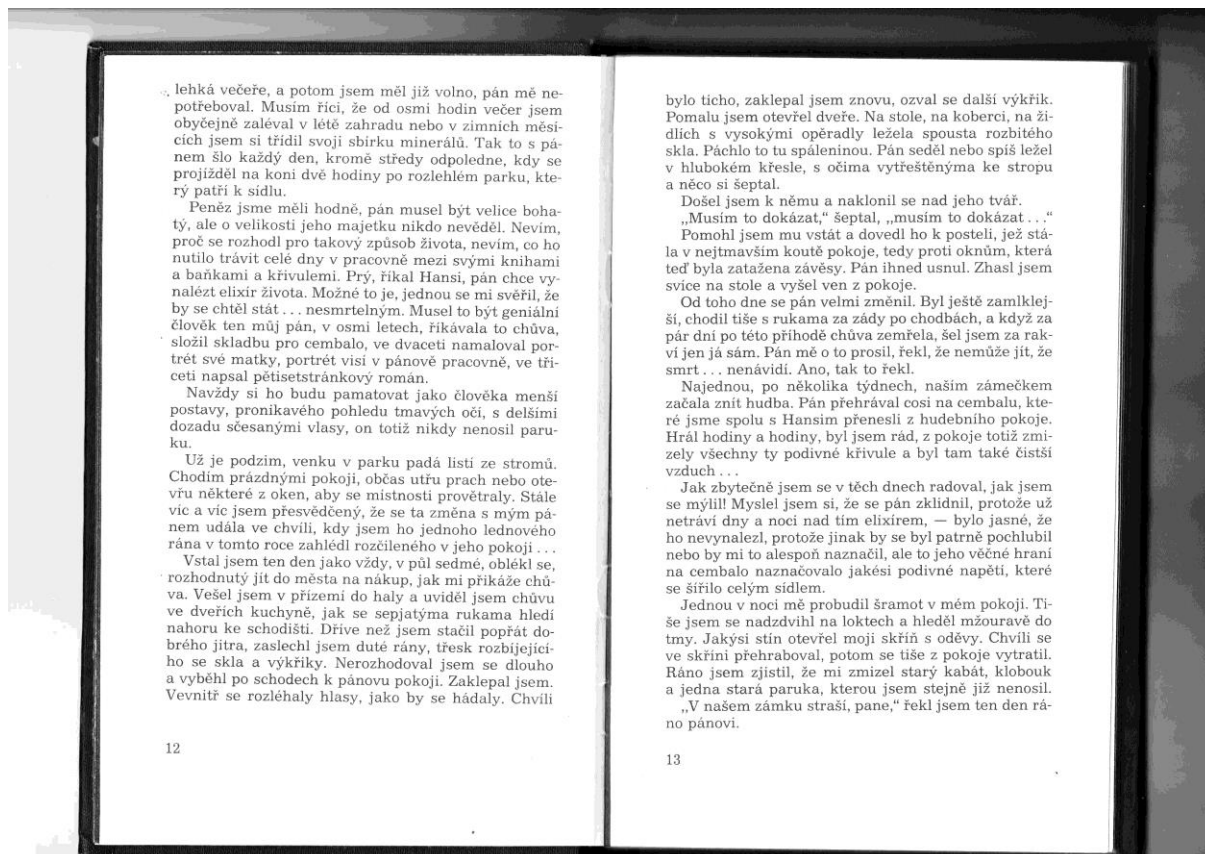 lehká večeře, a potom jsem měl již volno, pán mě ne-
potřeboval. Musím říci, že od osmi hodin večer jsem
obyčejně zaléval v létě zahradu nebo v zimních měsí-
cích jsem si třídil svoji sbírku minerálů. Tak to s pá-
nem šlo každý den, kromě středy odpoledne, kdy se
projížděl na koni dvě hodiny po rozlehlém parku, kte-
rý patří k sídlu.
Peněz jsme měli hodně, pán musel být velice boha-
tý, ale o velikosti jeho majetku nikdo nevěděl. Nevím,
proč se rozhodl pro takový způsob života, nevím, co ho
nutilo trávit celé dny v pracovně mezi svými knihami
a baňkami a křivulemi. Prý, říkal Hansi, pán chce vy-
nalézt elixír života. Možné to je, jednou se mi svěřil, že
by se chtěl stát . . . nesmrtelným. Musel to být geniální
člověk ten můj pán, v osmi letech, říkávala to chůva,
složil skladbu pro cembalo, ve dvaceti namaloval por-
trét své matky, portrét visí v pánově pracovně, ve tři-
ceti napsal pětisetstránkový román.
Navždy si ho budu pamatovat jako člověka menší
postavy, pronikavého pohledu tmavých očí, s delšími
dozadu sčesanými vlasy, on totiž nikdy nenosil paru-
ku.
Už je podzim, venku v parku padá listí ze stromů.
Chodím prázdnými pokoji, občas utřu prach nebo ote-
vřu některé z oken, aby se místnosti provětraly. Stále
víc a víc jsem přesvědčený, že se ta změna s mým pá-
nem udála ve chvíli, kdy jsem ho jednoho lednového
rána v tomto roce zahlédl rozčileného v jeho pokoji . . .
Vstal jsem ten den jako vždy, v půl sedmé, oblékl se,
rozhodnutý jít do města na nákup, jak mi přikáže chů-
va. Vešel jsem v přízemí do haly a uviděl jsem chůvu
ve dveřích kuchyně, jak se sepjatýma rukama hledí
nahoru ke schodišti. Dříve než jsem stačil popřát do-
brého jitra, zaslechl jsem duté rány, třesk rozbíjející-
ho se skla a výkřiky. Nerozhodoval jsem se dlouho
a vyběhl po schodech k pánovu pokoji. Zaklepal jsem.
Vevnitř se rozléhaly hlasy, jako by se hádaly. Chvíli
12
bylo ticho, zaklepal jsem znovu, ozval se další výkřik.
Pomalu jsem otevřel dveře. Na stole, na koberci, na ži-
dlích s vysokými opěradly ležela spousta rozbitého
skla. Páchlo to tu spáleninou. Pán seděl nebo spíš ležel
v hlubokém křesle, s očima vytřeštěnýma ke stropu
a něco si šeptal.
Došel jsem k němu a naklonil se nad jeho tvář.
„Musím to dokázat,“ šeptal, „musím to dokázat . . .“
Pomohl jsem mu vstát a dovedl ho k posteli, jež stá-
la v nejtmavším koutě pokoje, tedy proti oknům, která
teď byla zatažena závěsy. Pán ihned usnul. Zhasl jsem
svíce na stole a vyšel ven z pokoje.
Od toho dne se pán velmi změnil. Byl ještě zamlklej-
ší, chodil tiše s rukama za zády po chodbách, a když za
pár dní po této příhodě chůva zemřela, šel jsem za rak-
ví jen já sám. Pán mě o to prosil, řekl, že nemůže jít, že
smrt . . . nenávidí. Ano, tak to řekl.
Najednou, po několika týdnech, naším zámečkem
začala znít hudba. Pán přehrával cosi na cembalu, kte-
ré jsme spolu s Hansim přenesli z hudebního pokoje.
Hrál hodiny a hodiny, byl jsem rád, z pokoje totiž zmi-
zely všechny ty podivné křivule a byl tam také čistší
vzduch . . .
Jak zbytečně jsem se v těch dnech radoval, jak jsem
se mýlil! Myslel jsem si, že se pán zklidnil, protože už
netráví dny a noci nad tím elixírem, — bylo jasné, že
ho nevynalezl, protože jinak by se byl patrně pochlubil
nebo by mi to alespoň naznačil, ale to jeho věčné hraní
na cembalo naznačovalo jakési podivné napětí, které
se šířilo celým sídlem.
Jednou v noci mě probudil šramot v mém pokoji. Ti-
še jsem se nadzdvihl na loktech a hleděl mžouravě do
tmy. Jakýsi stín otevřel moji skříň s oděvy. Chvíli se
ve skříni přehraboval, potom se tiše z pokoje vytratil.
Ráno jsem zjistil, že mi zmizel starý kabát, klobouk
a jedna stará paruka, kterou jsem stejně již nenosil.
„V našem zámku straší, pane,“ řekl jsem ten den rá-
no pánovi.
13